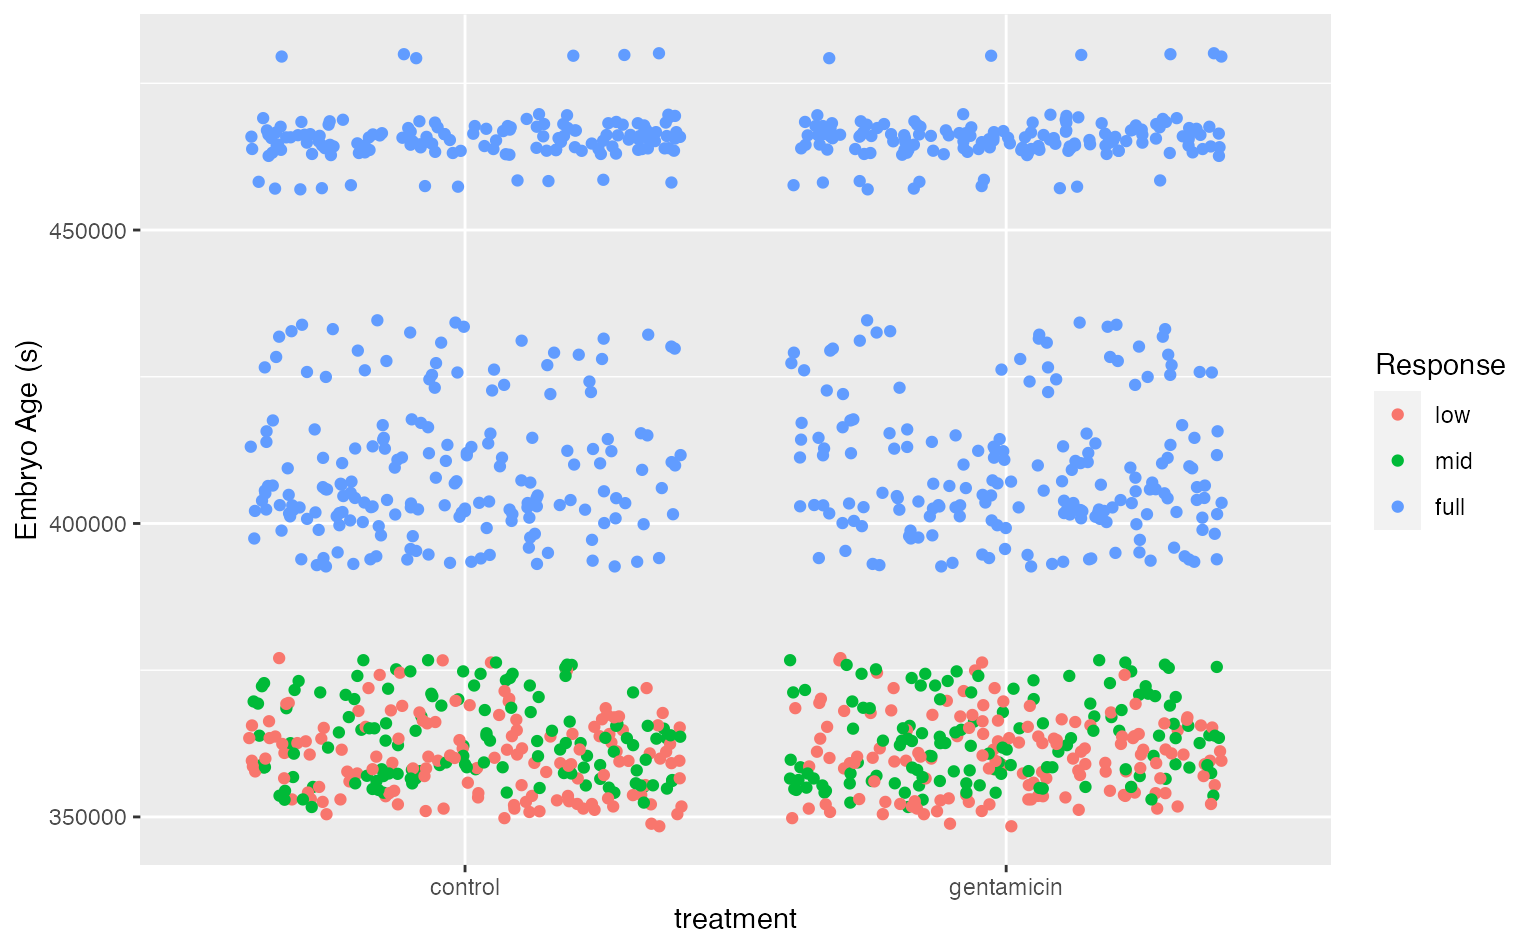 Embryo Age (s)
450000
400000
350000
control
gentamicin
treatment
Response
low
mid
full